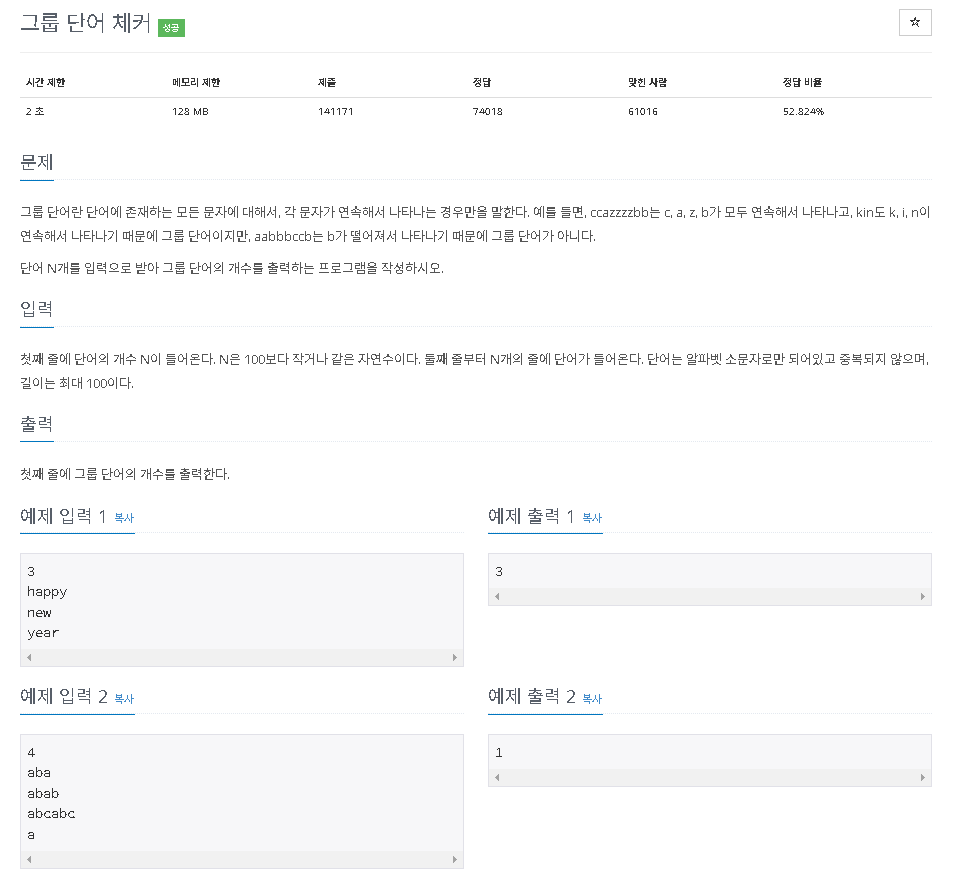 그룹 단어 체커 성공
☆
시간 제한 메모리 제한 제출 정답 맞힌 사람 정답 비율
2 초 128 MB 141171 74018 61016 52.824%
문제
그룹 단어란 단어에 존재하는 모든 문자에 대해서, 각 문자가 연속해서 나타나는 경우만을 말한다. 예를 들면, ccazzzzbb는 c, a, z, b가 모두 연속해서 나타나고, kin도 k, i, n이
연속해서 나타나기 때문에 그룹 단어이지만, aabbbccb는 b가 떨어져서 나타나기 때문에 그룹 단어가 아니다.
단어 N개를 입력으로 받아 그룹 단어의 개수를 출력하는 프로그램을 작성하시오.
입력
첫째 줄에 단어의 개수 N이 들어온다. N은 100보다 작거나 같은 자연수이다. 둘째 줄부터 N개의 줄에 단어가 들어온다. 단어는 알파벳 소문자로만 되어있고 중복되지 않으며,
길이는 최대 100이다.
출력
첫째 줄에 그룹 단어의 개수를 출력한다.
예제 입력 1 복사
3
happy
new
year
예제 출력 1 복사
3
예제 입력 2 복사
4
aba
abab
abcabc
a
예제 출력 2 복사
1